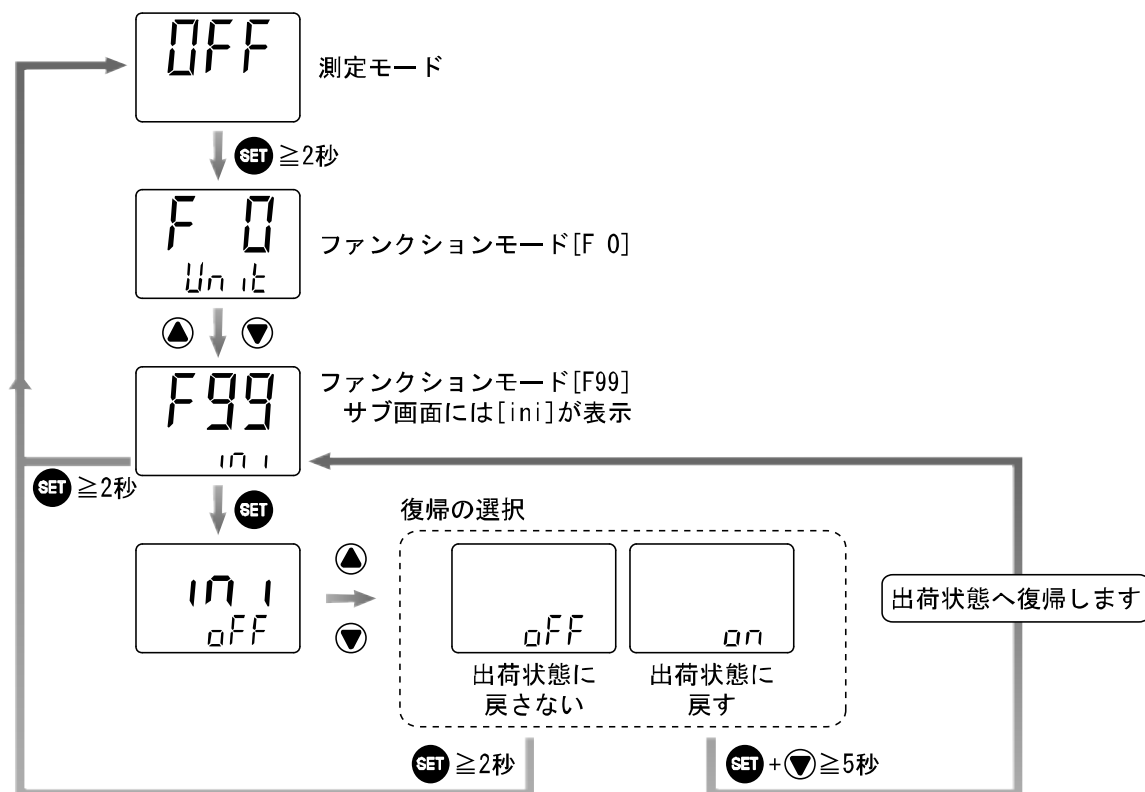 OFF
測定モード
SET ≧2秒
F 0
Unit
ファンクションモード[F 0]
F99
ini
ファンクションモード[F99]
サブ画面には[ini]が表示
SET ≧2秒
SET
復帰の選択
ini
oFF
oFF
on
出荷状態に
戻さない
出荷状態に
戻す
出荷状態へ復帰します
SET ≧2秒
SET +▼≧5秒